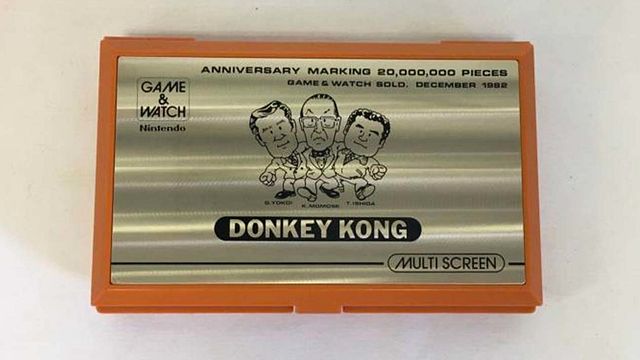 ANNIVERSARY MARKING 20,000,000 PIECES
GAME & WATCH SOLD, DECEMBER 1982
GAME
&
WATCH
Nintendo
G.YOKOI K.MOMOSE T.ISHIDA
DONKEY KONG
MULTI SCREEN